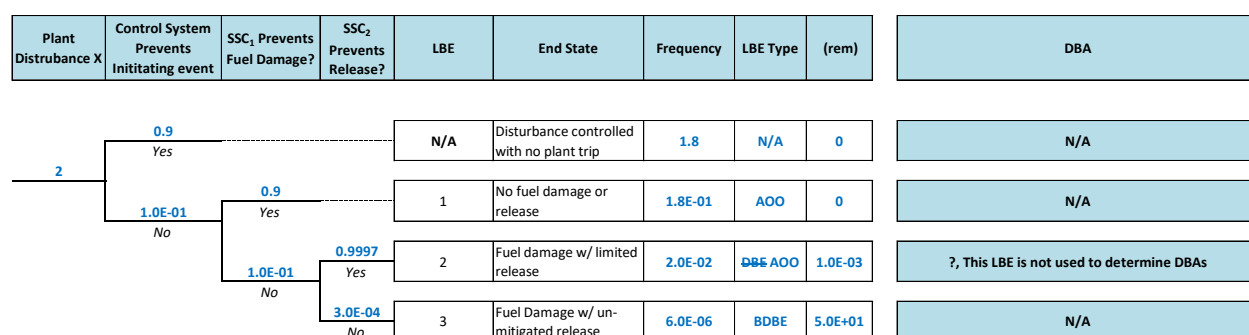 Plant Distrubance X
Control System Prevents Inititating event
SSC₁ Prevents Fuel Damage?
SSC₂ Prevents Release?
LBE
End State
Frequency
LBE Type
(rem)
DBA
0.9
Yes
N/A
Disturbance controlled with no plant trip
1.8
N/A
0
N/A
2
0.9
Yes
1
No fuel damage or release
1.8E-01
AOO
0
N/A
1.0E-01
No
0.9997
Yes
2
Fuel damage w/ limited release
2.0E-02
DBE AOO
1.0E-03
?, This LBE is not used to determine DBAs
1.0E-01
No
3.0E-04
No
3
Fuel Damage w/ un-mitigated release
6.0E-06
BDBE
5.0E+01
N/A